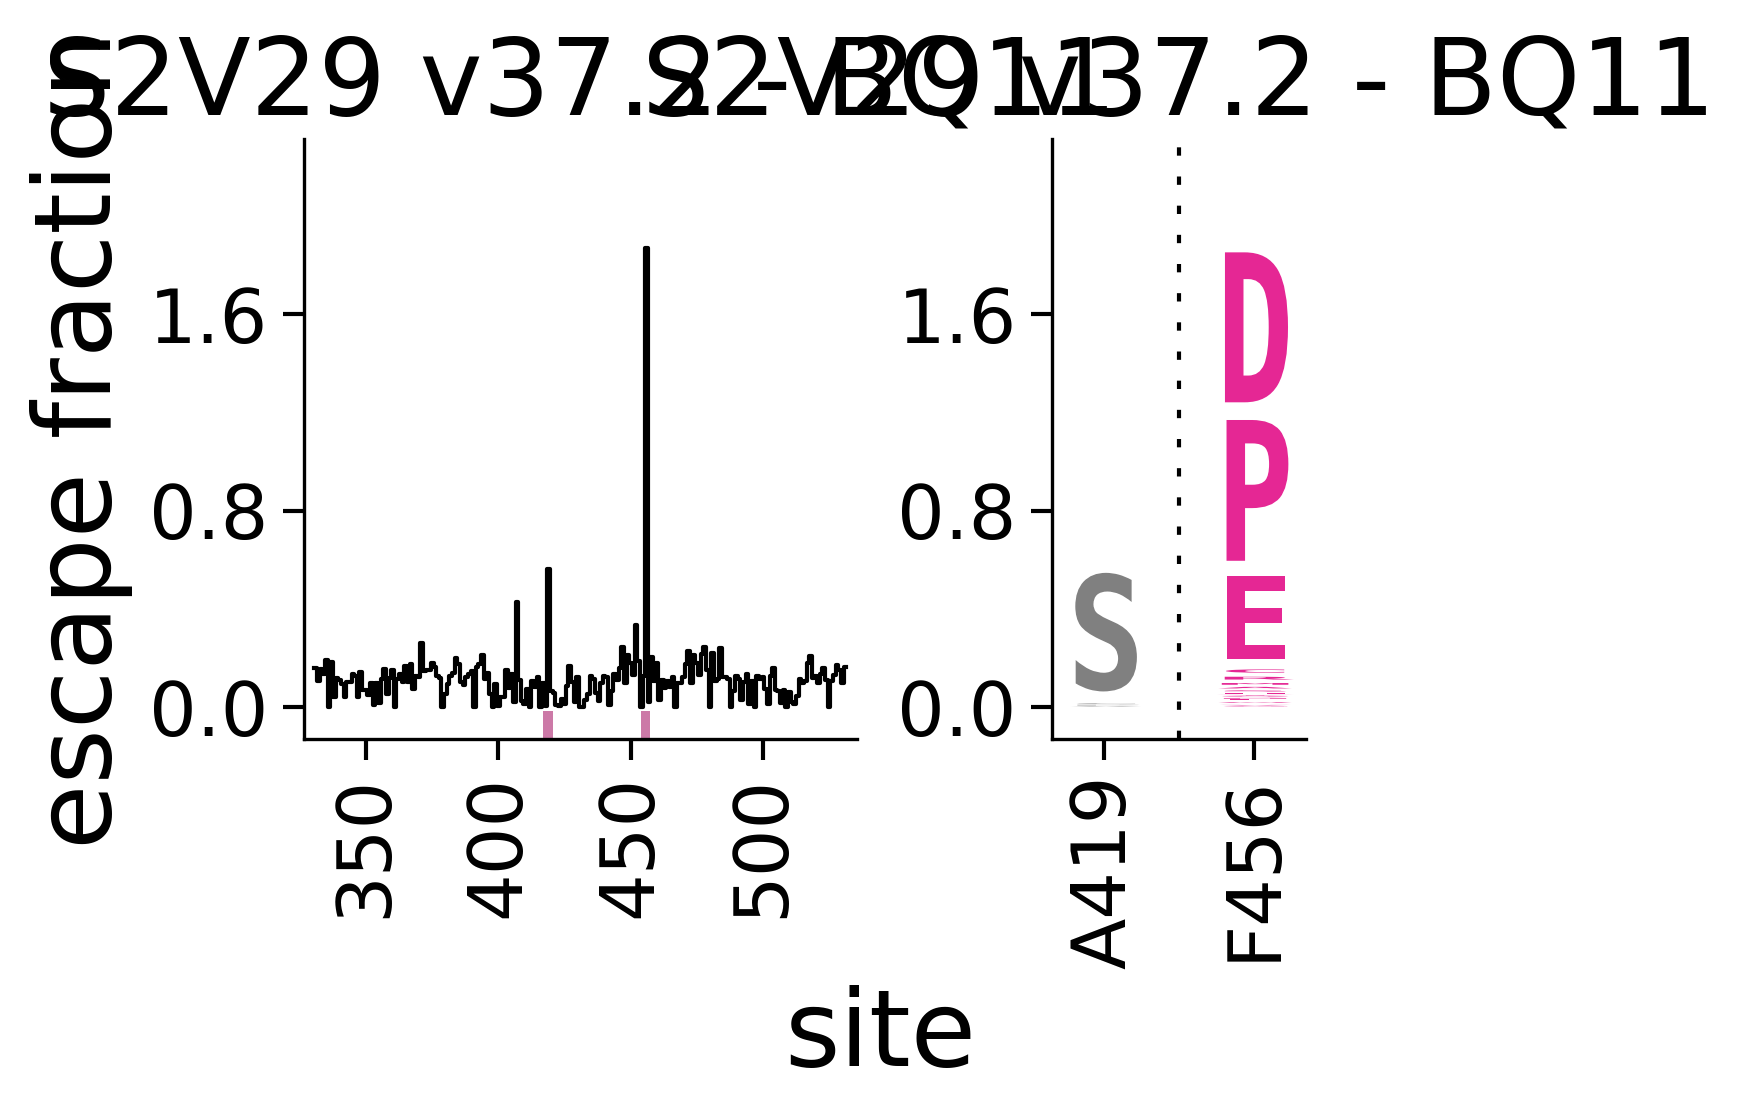 S2V29 v37.2 - BQ11
S2V29 v37.2 - BQ11
escape fraction
1.6
0.8
0.0
350
400
450
500
1.6
0.8
0.0
D
P
E
S
A419
F456
site